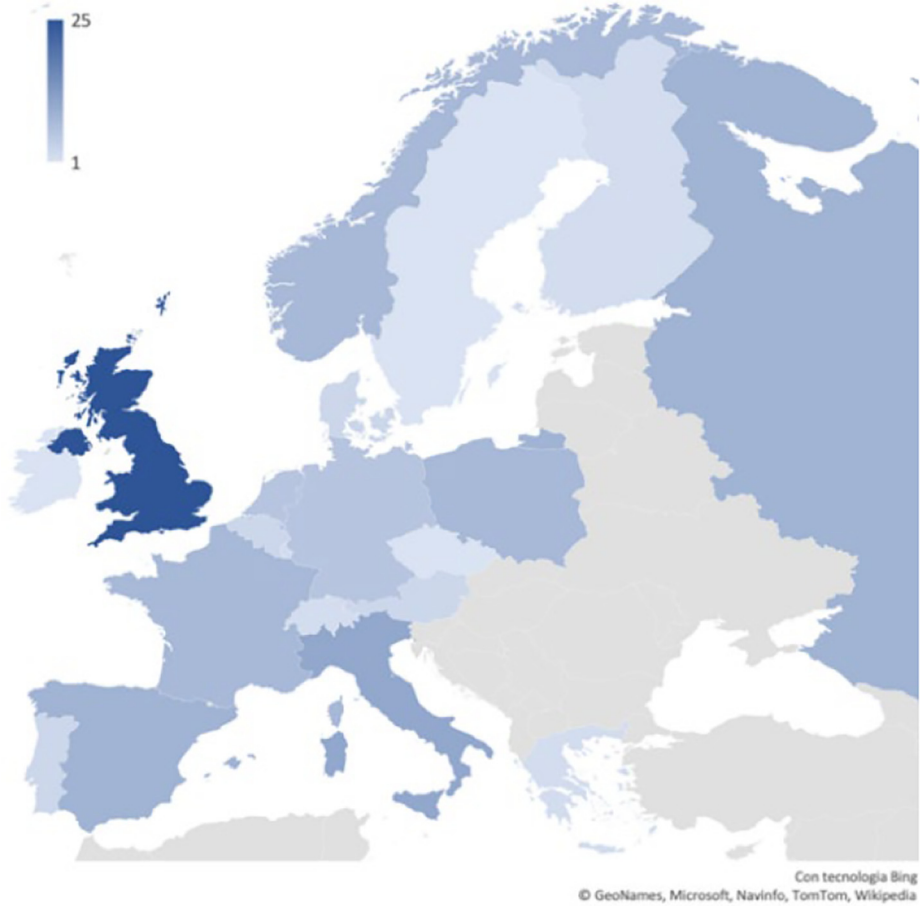 25
1
Con tecnologia Bing
© GeoNames, Microsoft, Navinfo, TomTom, Wikipedia